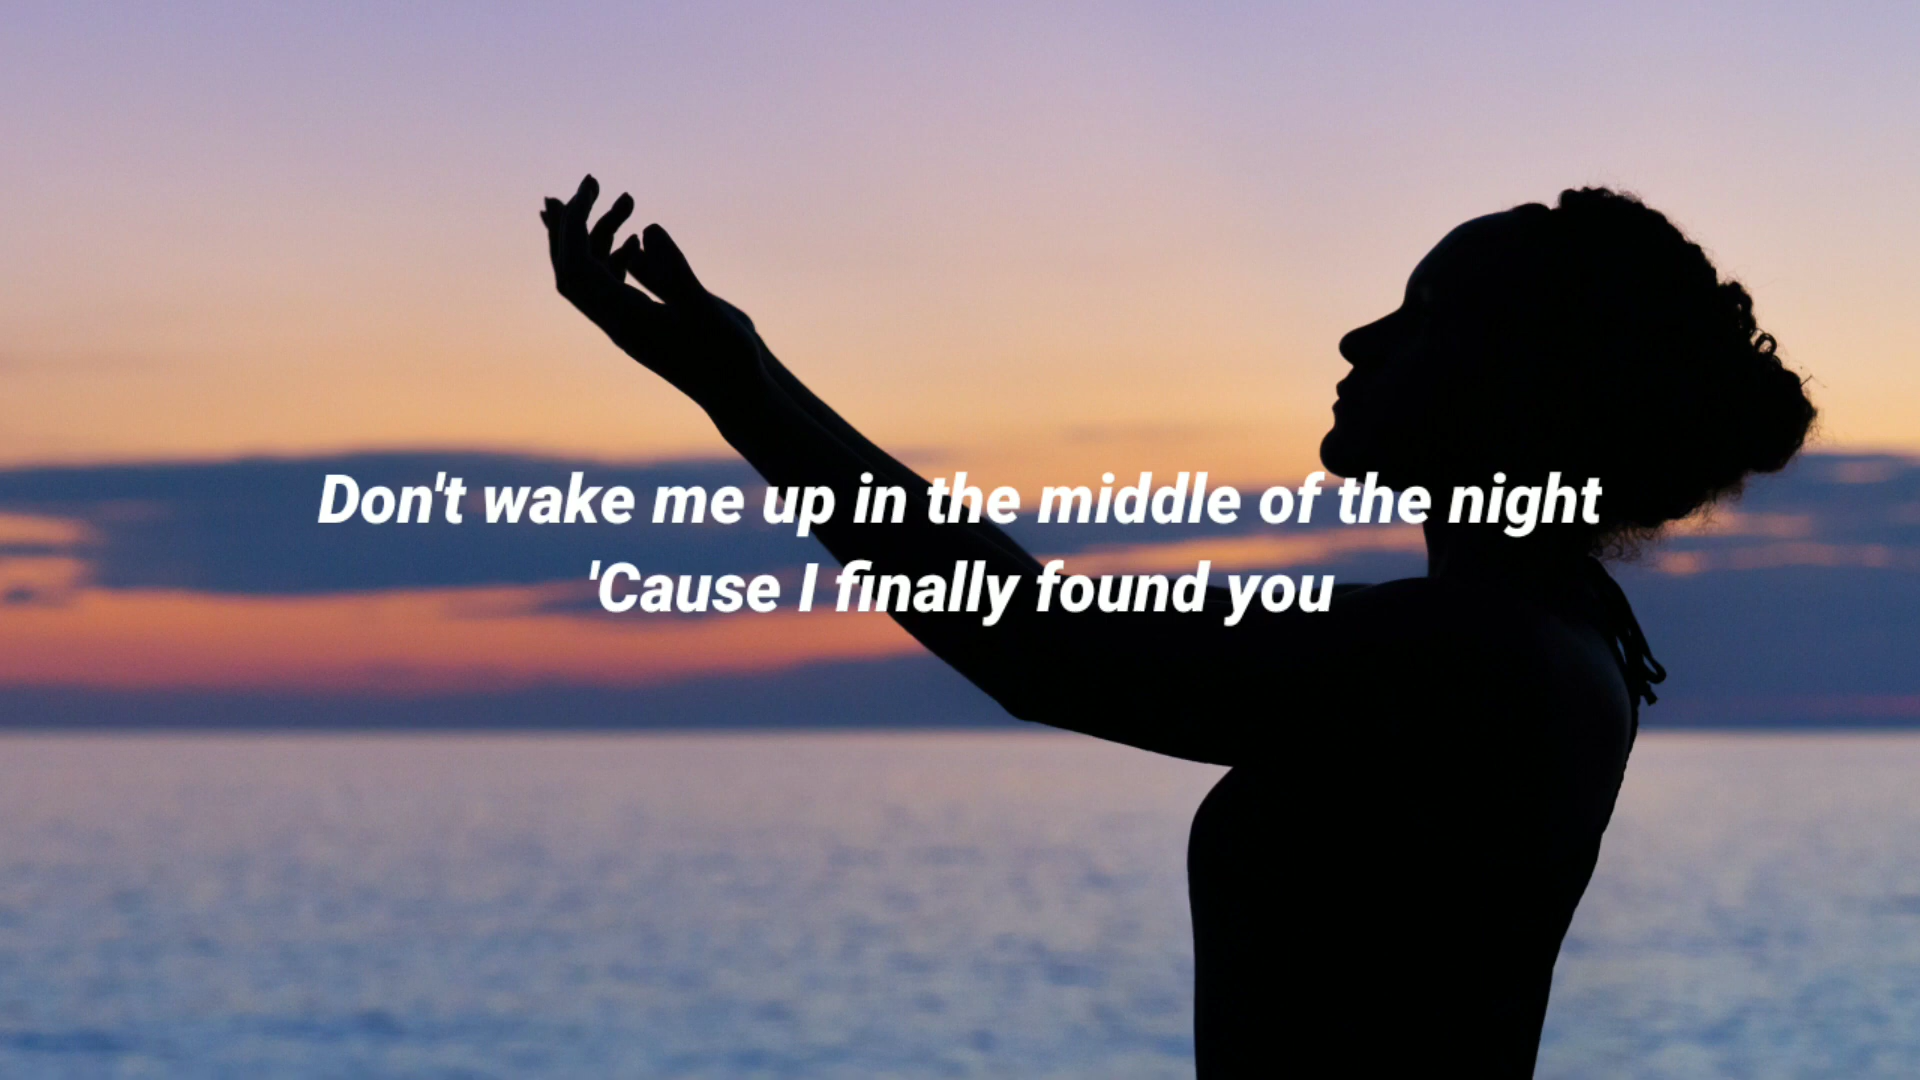 Don't wake me up in the middle of the night
'Cause I finally found you